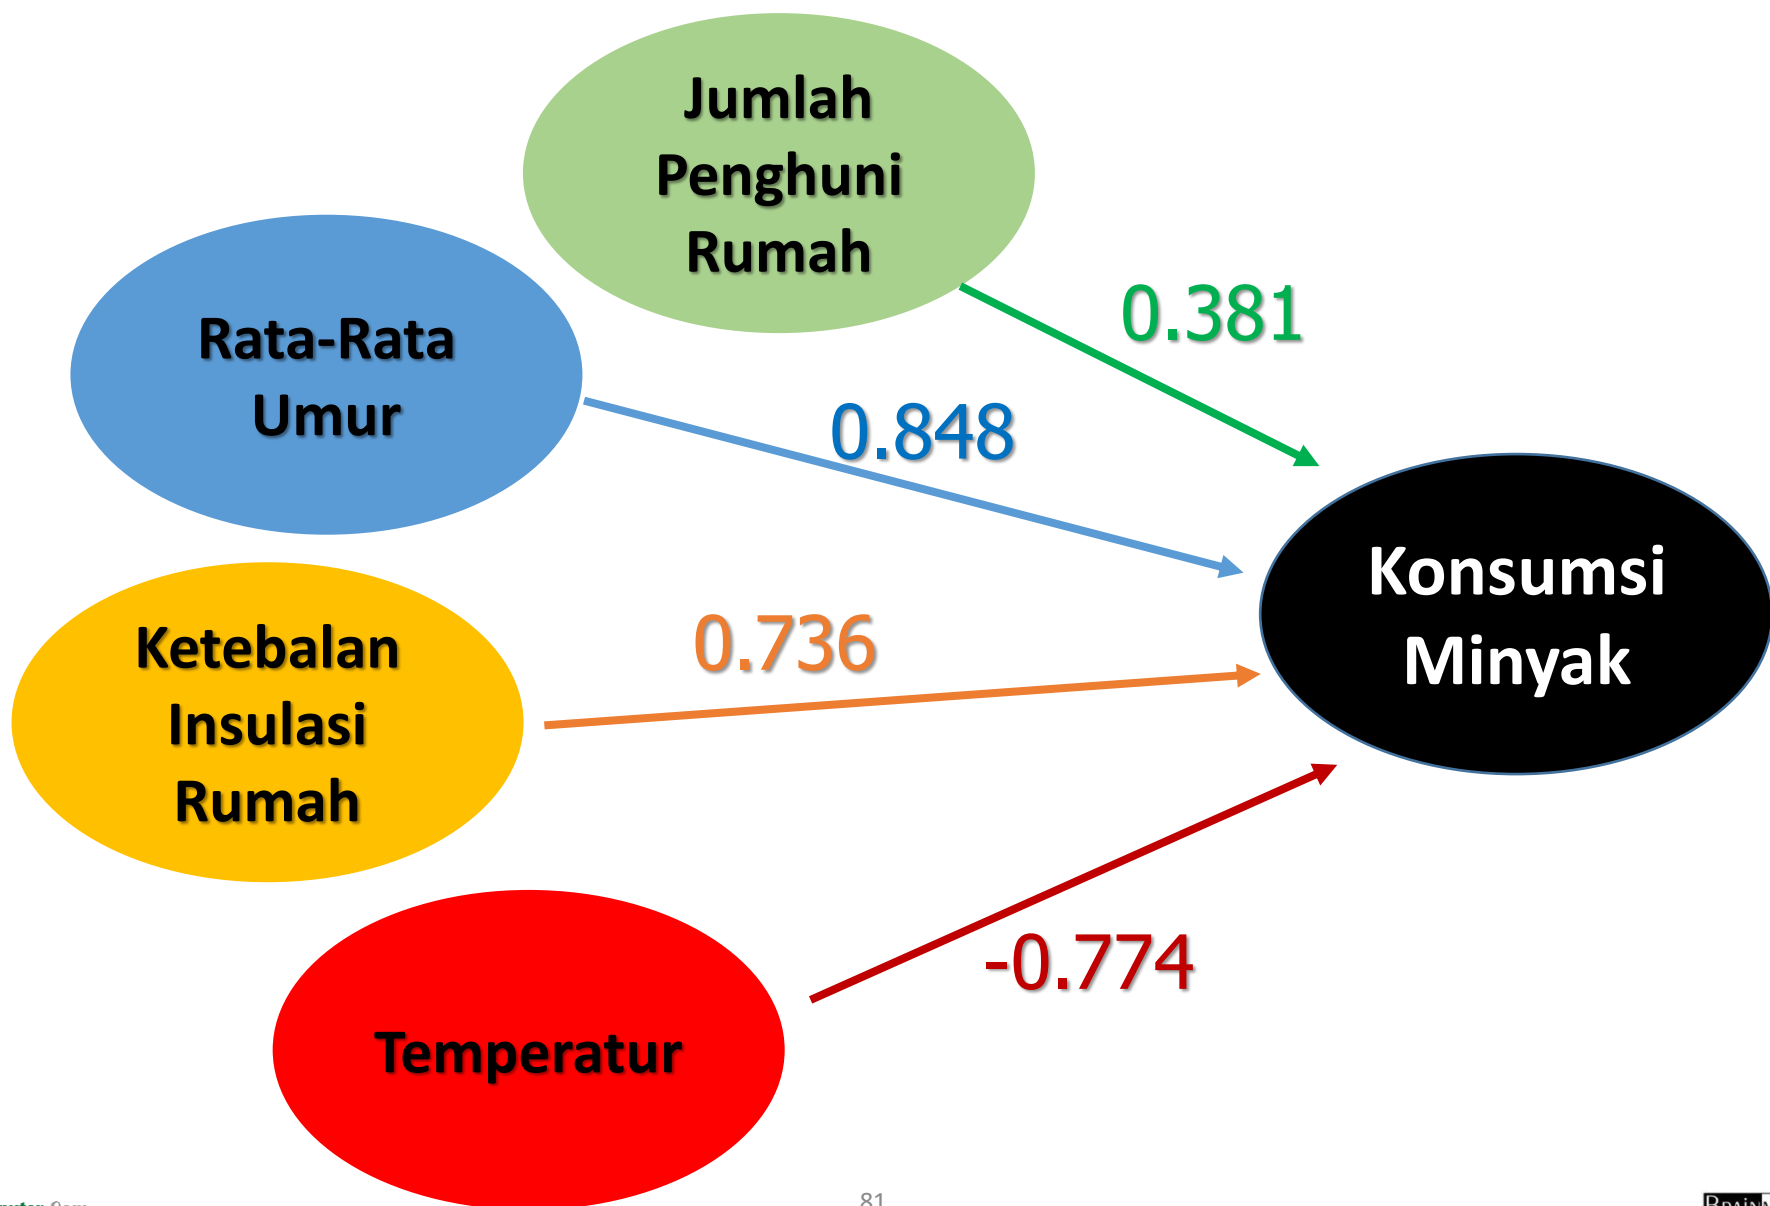 Jumlah
Penghuni
Rumah
0.381
Rata-Rata
Umur
0.848
Konsumsi
Minyak
Ketebalan
Insulasi
Rumah
0.736
-0.774
Temperatur
81